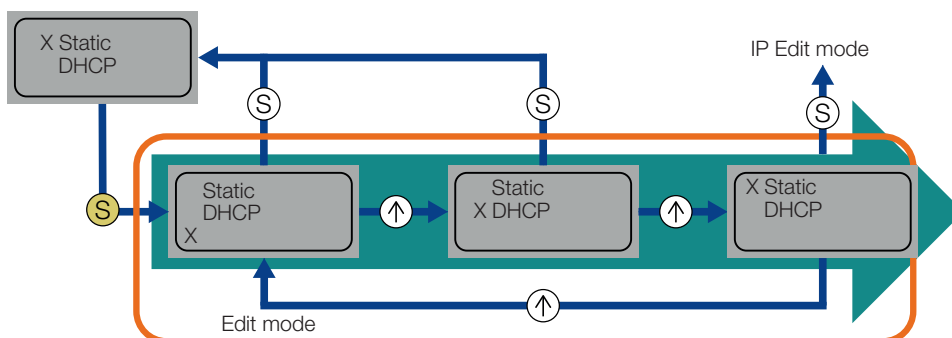 X Static
DHCP
IP Edit mode
S
S
S
S
Static
DHCP
X
Static
X DHCP
X Static
DHCP
Edit mode